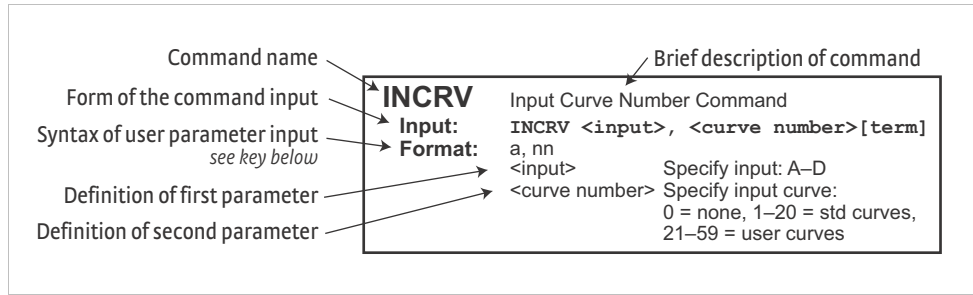 Command name
Brief description of command
Form of the command input
Syntax of user parameter input
see key below
Definition of first parameter
Definition of second parameter
INCRV Input Curve Number Command
Input: INCRV <input>, <curve number>[term]
Format: a, nn
<input> Specify input: A–D
<curve number> Specify input curve:
0 = none, 1–20 = std curves,
21–59 = user curves